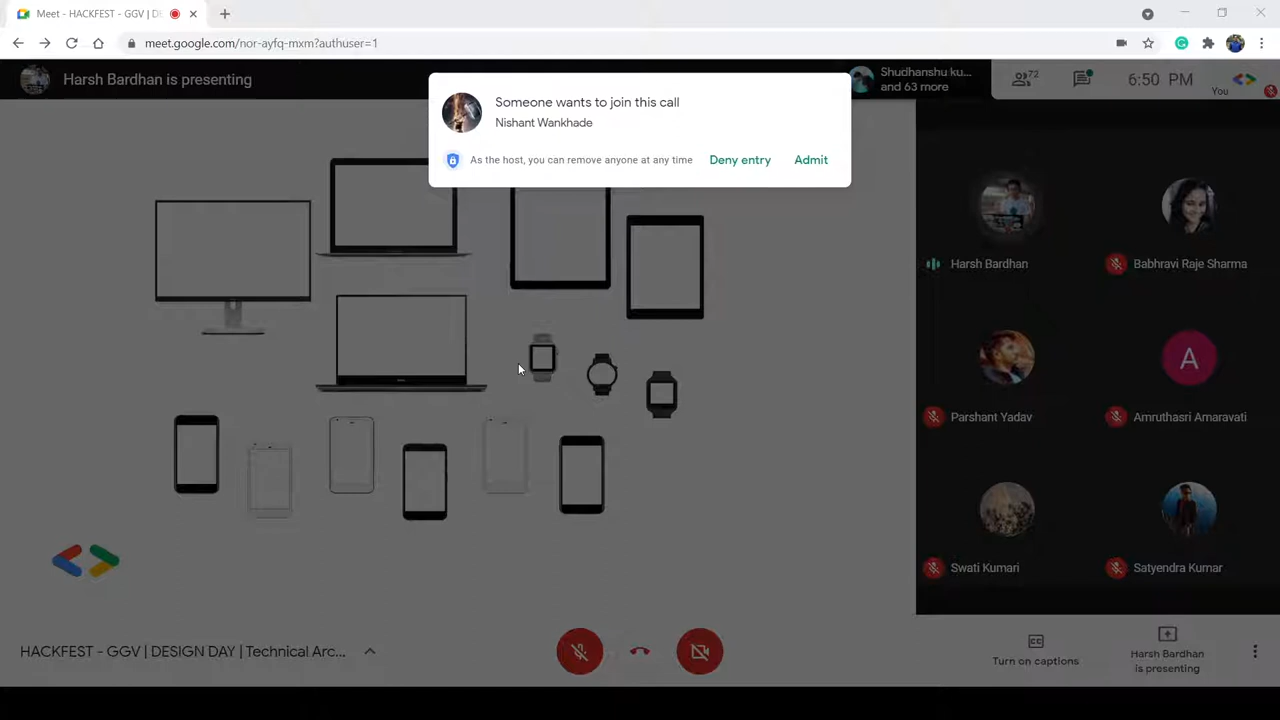 Meet - HACKFEST - GGV | D
meet.google.com/nor-ayfq-mxm?authuser=1
Harsh Bardhan is presenting
Someone wants to join this call
Nishant Wankhade
As the host, you can remove anyone at any time
Deny entry
Admit
Shudhanshu ku...
and 63 more
72
6:50 PM
You
Harsh Bardhan
Babhravi Raje Sharma
Parshant Yadav
A
Amruthasri Amaravati
Swati Kumari
Satyendra Kumar
HACKFEST - GGV | DESIGN DAY | Technical Arc...
CC
Turn on captions
Harsh Bardhan
is presenting